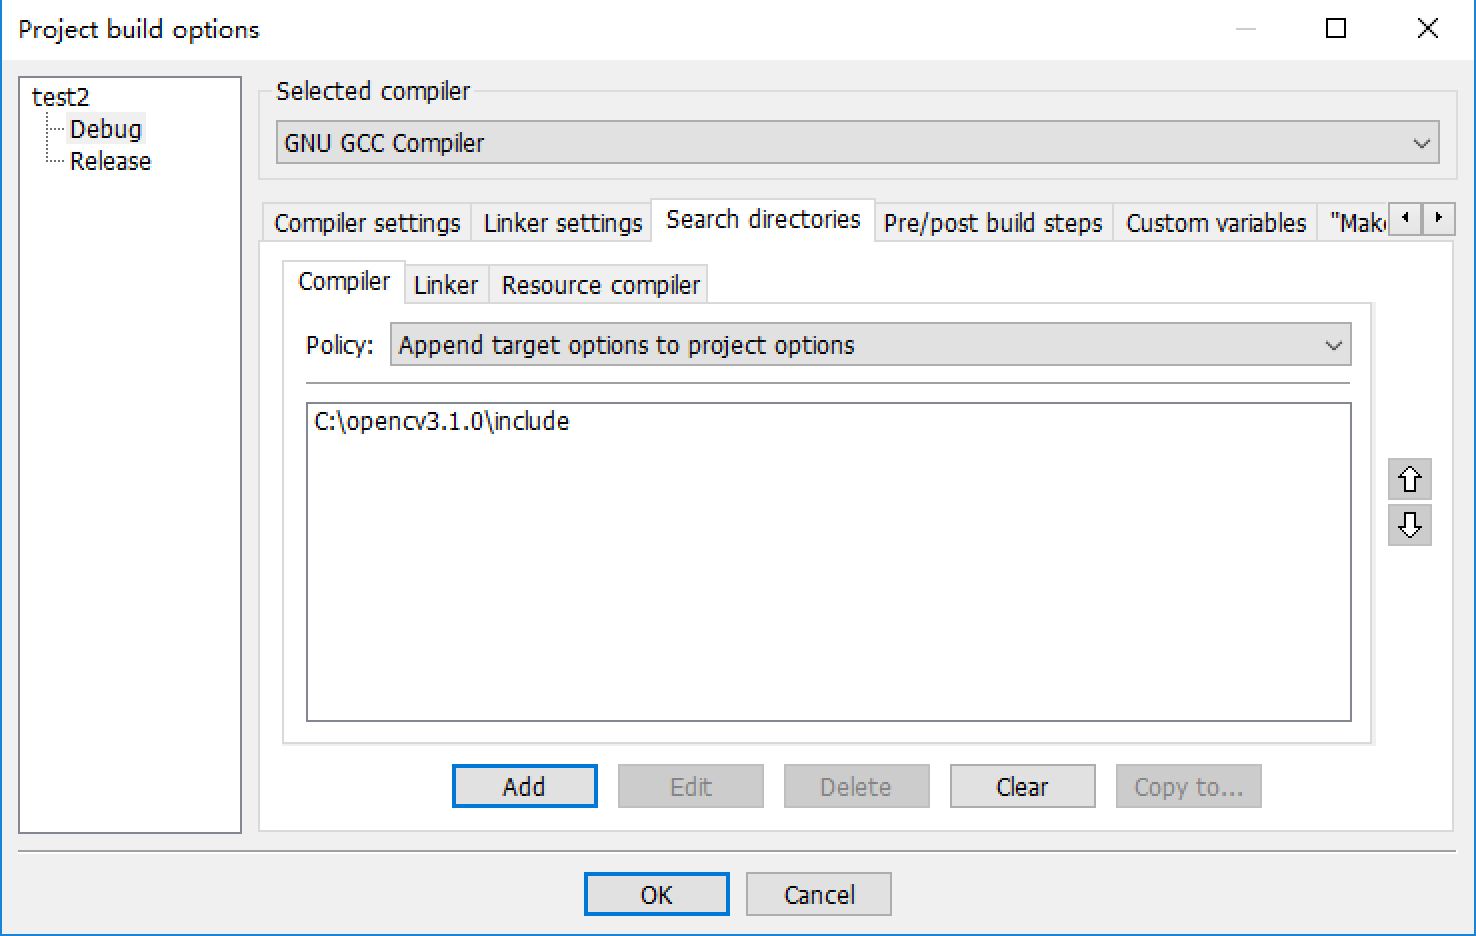 Project build options
test2
Debug
Release
Selected compiler
GNU GCC Compiler
Compiler settings
Linker settings
Search directories
Pre/post build steps
Custom variables
"Make
Compiler
Linker
Resource compiler
Policy:
Append target options to project options
C:\opencv3.1.0\include
Add
Edit
Delete
Clear
Copy to...
OK
Cancel